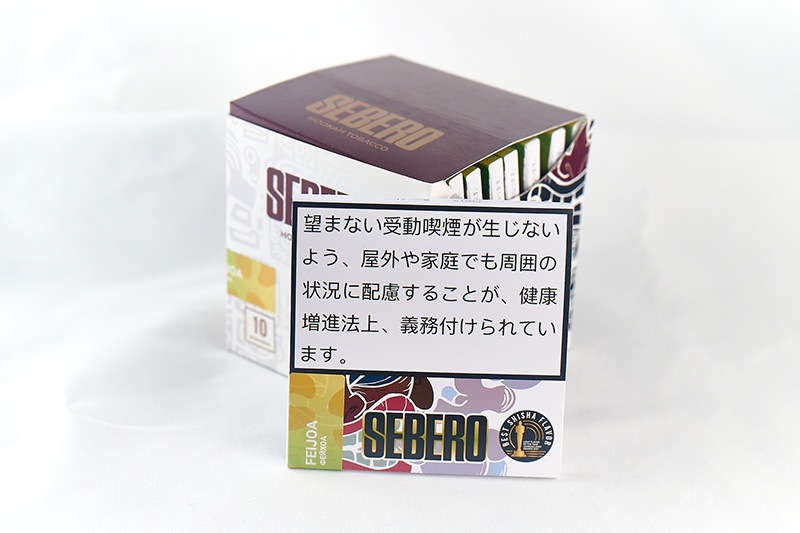 SEBERO
HOOKAH TOBACCO
FEIJOA
10
望まない受動喫煙が生じない
よう、屋外や家庭でも周囲の
状況に配慮することが、健康
増進法上、義務付けられてい
ます。
FEIJOA
ФЕЙХОА
SEBERO
BEST SHISHA FLAVOR